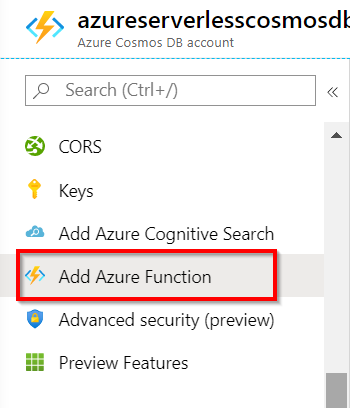 azureserverlesscosmosdb
Azure Cosmos DB account
Search (Ctrl+/)
CORS
Keys
Add Azure Cognitive Search
Add Azure Function
Advanced security (preview)
Preview Features